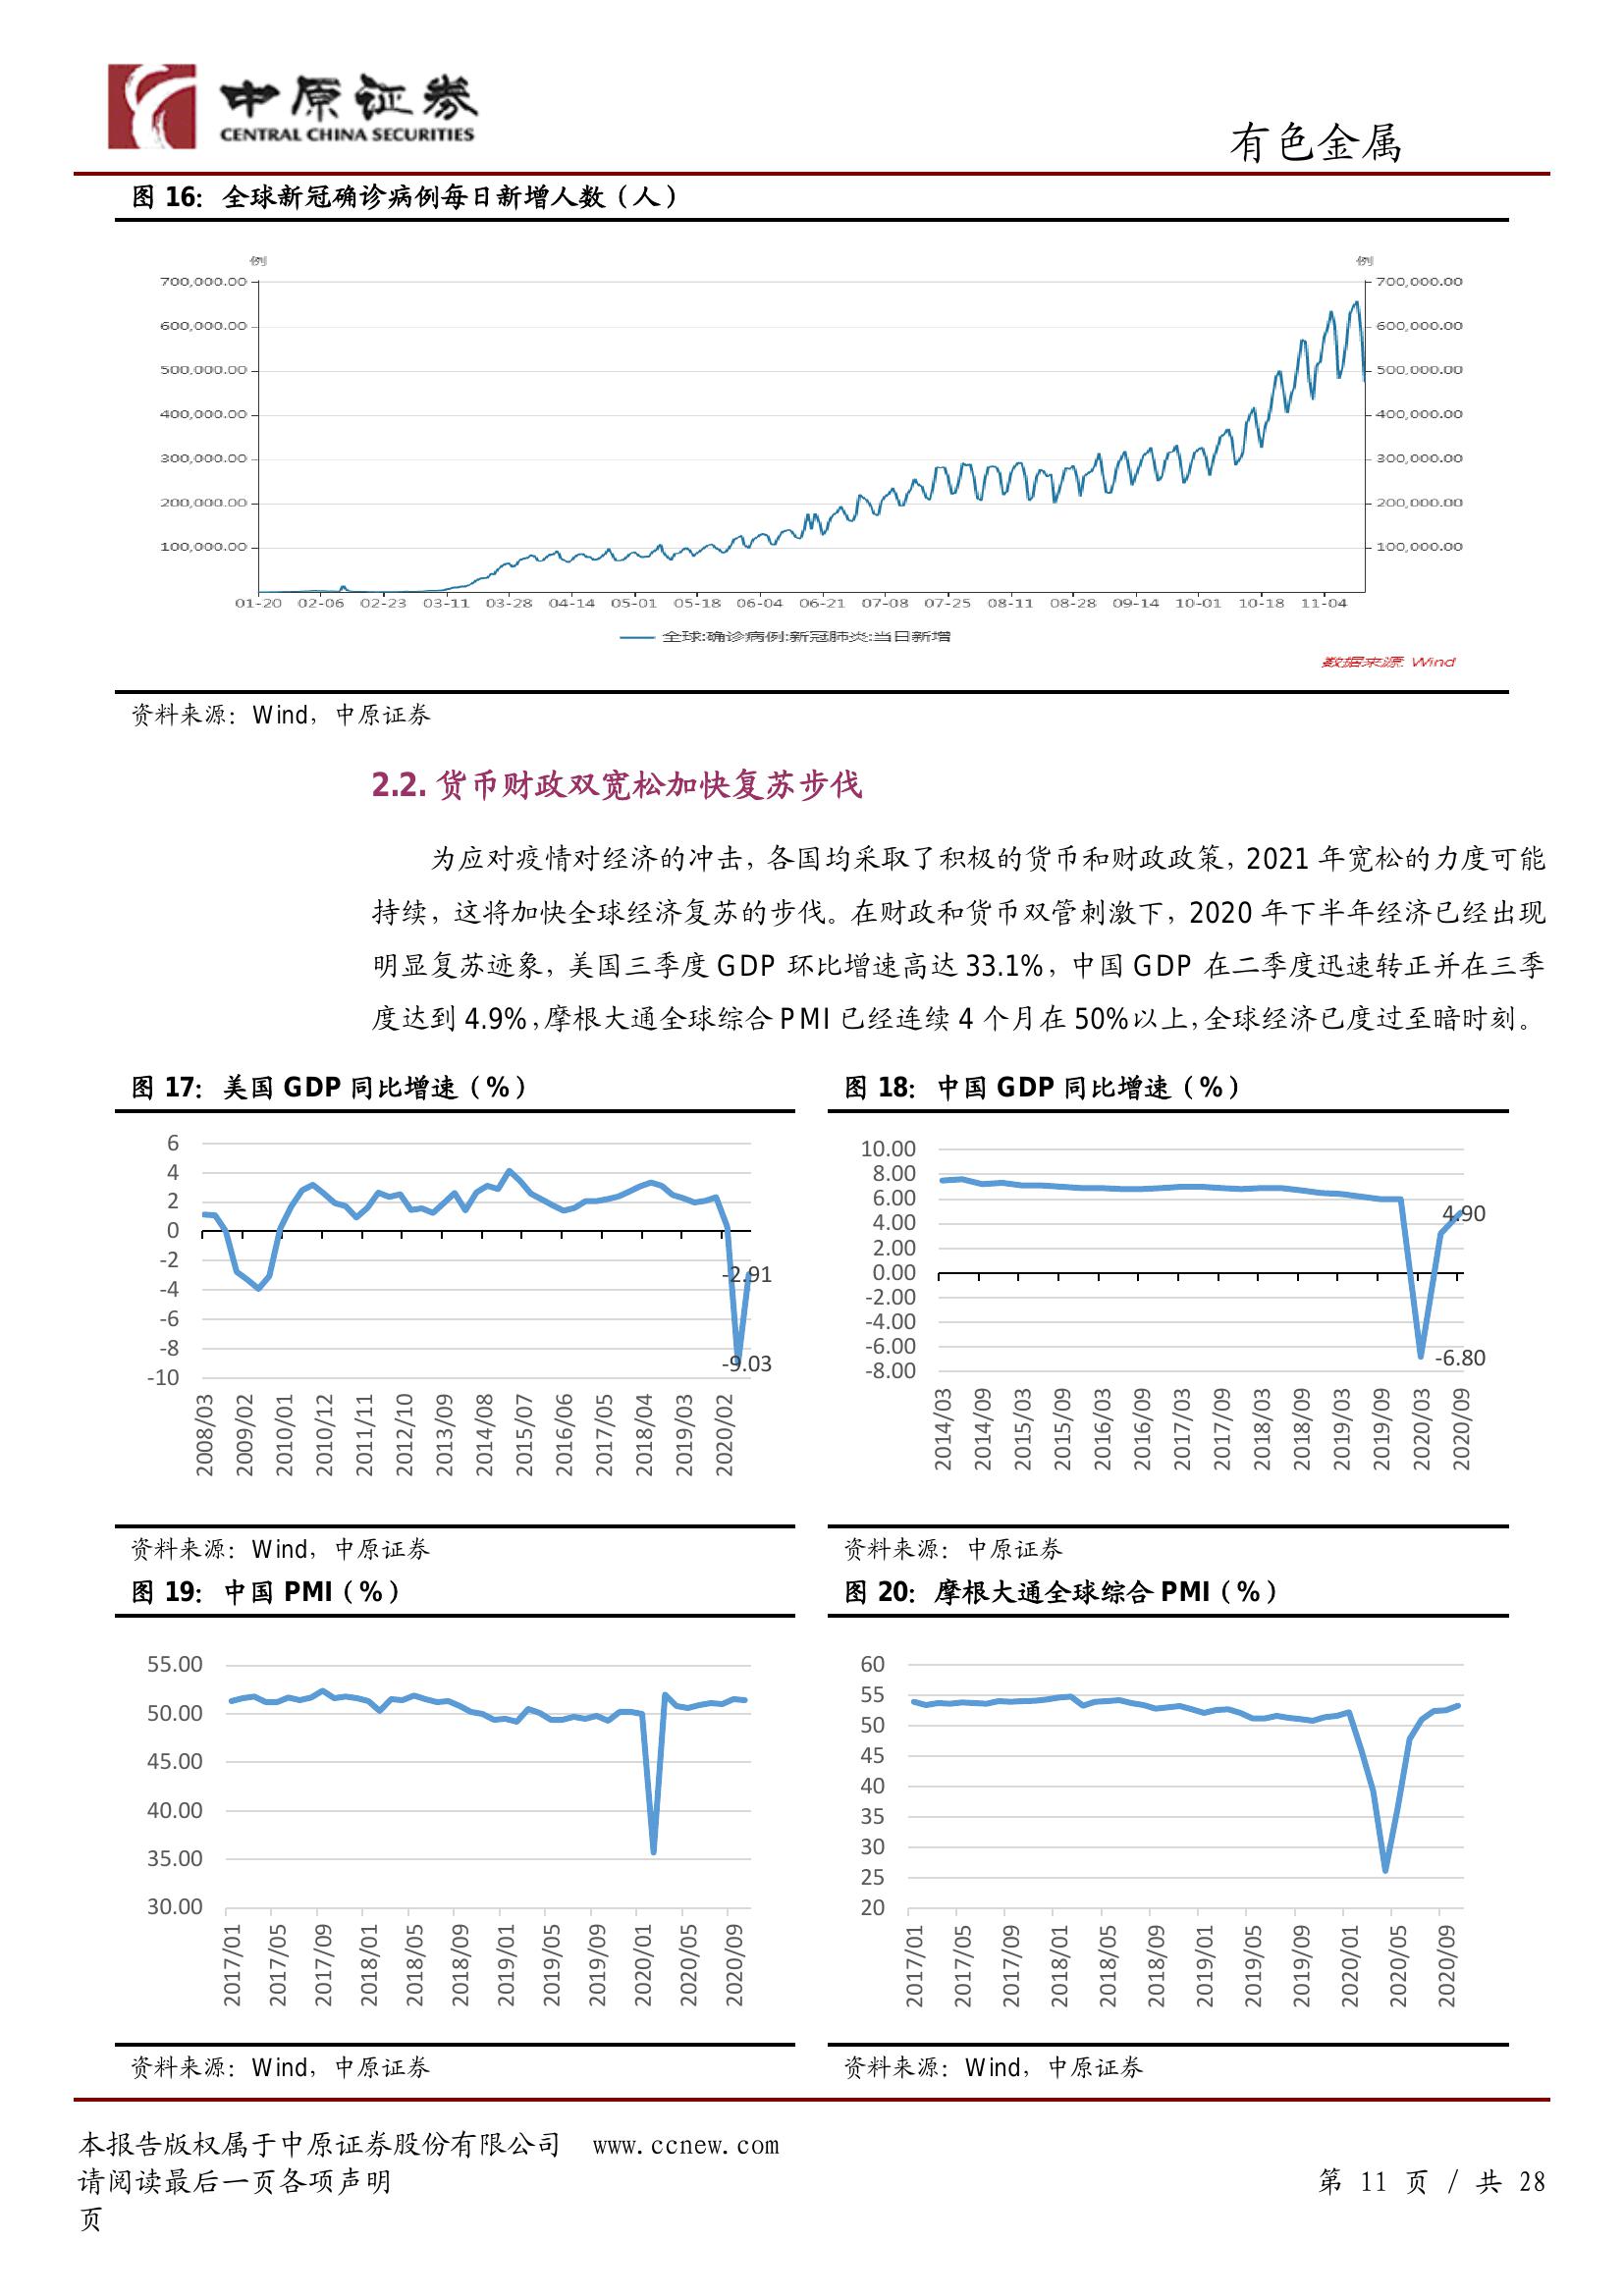 中原证券
CENTRAL CHINA SECURITIES
有色金属
图 16：全球新冠确诊病例每日新增人数（人）
例
例
700,000.00
600,000.00
500,000.00
400,000.00
300,000.00
200,000.00
100,000.00
700,000.00
600,000.00
500,000.00
400,000.00
300,000.00
200,000.00
100,000.00
01-20 02-06 02-23 03-11 03-28 04-14 05-01 05-18 06-04 06-21 07-08 07-25 08-11 08-28 09-14 10-01 10-18 11-04
全球:确诊病例:新冠肺炎:当日新增
数据来源: Wind
资料来源：Wind，中原证券
2.2. 货币财政双宽松加快复苏步伐
为应对疫情对经济的冲击，各国均采取了积极的货币和财政政策，2021 年宽松的力度可能
持续，这将加快全球经济复苏的步伐。在财政和货币双管刺激下，2020 年下半年经济已经出现
明显复苏迹象，美国三季度 GDP 环比增速高达 33.1%，中国 GDP 在二季度迅速转正并在三季
度达到 4.9%，摩根大通全球综合 PMI 已经连续 4 个月在 50%以上，全球经济已度过至暗时刻。
图 17：美国 GDP 同比增速（%）
6
4
2
0
-2
-4
-6
-8
-10
-2.91
-9.03
2008/03 2009/02 2010/01 2010/12 2011/11 2012/10 2013/09 2014/08 2015/07 2016/06 2017/05 2018/04 2019/03 2020/02
资料来源：Wind，中原证券
图 18：中国 GDP 同比增速（%）
10.00
8.00
6.00
4.00
2.00
0.00
-2.00
-4.00
-6.00
-8.00
4.90
-6.80
2014/03 2014/09 2015/03 2015/09 2016/03 2016/09 2017/03 2017/09 2018/03 2018/09 2019/03 2019/09 2020/03 2020/09
资料来源：中原证券
图 19：中国 PMI（%）
55.00
50.00
45.00
40.00
35.00
30.00
2017/01 2017/05 2017/09 2018/01 2018/05 2018/09 2019/01 2019/05 2019/09 2020/01 2020/05 2020/09
资料来源：Wind，中原证券
图 20：摩根大通全球综合 PMI（%）
60
55
50
45
40
35
30
25
20
2017/01 2017/05 2017/09 2018/01 2018/05 2018/09 2019/01 2019/05 2019/09 2020/01 2020/05 2020/09
资料来源：Wind，中原证券
本报告版权属于中原证券股份有限公司 www.ccnew.com
请阅读最后一页各项声明 第 11 页 / 共 28
页